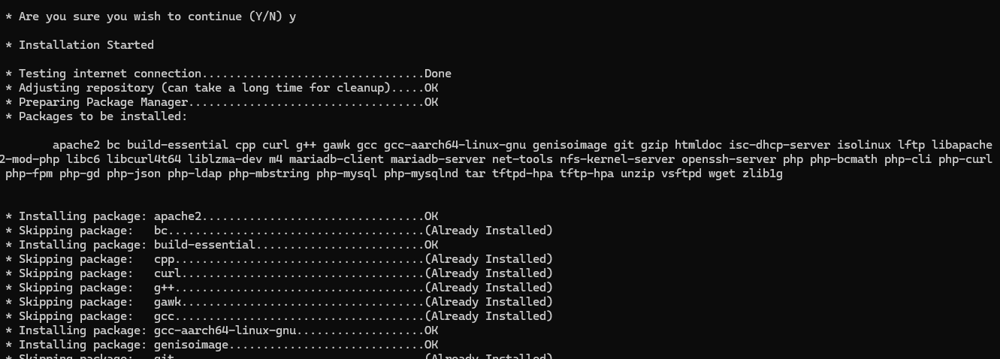 * Are you sure you wish to continue (Y/N) y
* Installation Started
* Testing internet connection.................................Done
* Adjusting repository (can take a long time for cleanup).....OK
* Preparing Package Manager...................................OK
* Packages to be installed:
apache2 bc build-essential cpp curl g++ gawk gcc gcc-aarch64-linux-gnu genisoimage git gzip htmldoc isc-dhcp-server isolinux lftp libapache
2-mod-php libc6 libcurl4t64 liblzma-dev m4 mariadb-client mariadb-server net-tools nfs-kernel-server openssh-server php php-bcmath php-cli php-curl
php-fpm php-gd php-json php-ldap php-mbstring php-mysql php-mysqlnd tar tftpd-hpa tftp-hpa unzip vsftpd wget zlib1g
* Installing package: apache2.................................OK
* Skipping package:   bc......................................(Already Installed)
* Installing package: build-essential.........................OK
* Skipping package:   cpp.....................................(Already Installed)
* Skipping package:   curl....................................(Already Installed)
* Skipping package:   g++.....................................(Already Installed)
* Skipping package:   gawk....................................(Already Installed)
* Skipping package:   gcc.....................................(Already Installed)
* Installing package: gcc-aarch64-linux-gnu...................OK
* Installing package: genisoimage.............................OK
* Skipping package:   git.....................................(Already Installed)